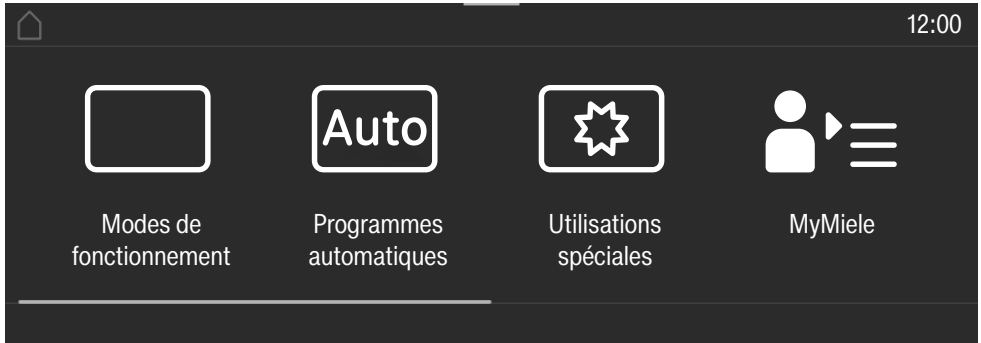 12:00
Auto
Modes de
fonctionnement
Programmes
automatiques
Utilisations
spéciales
MyMiele